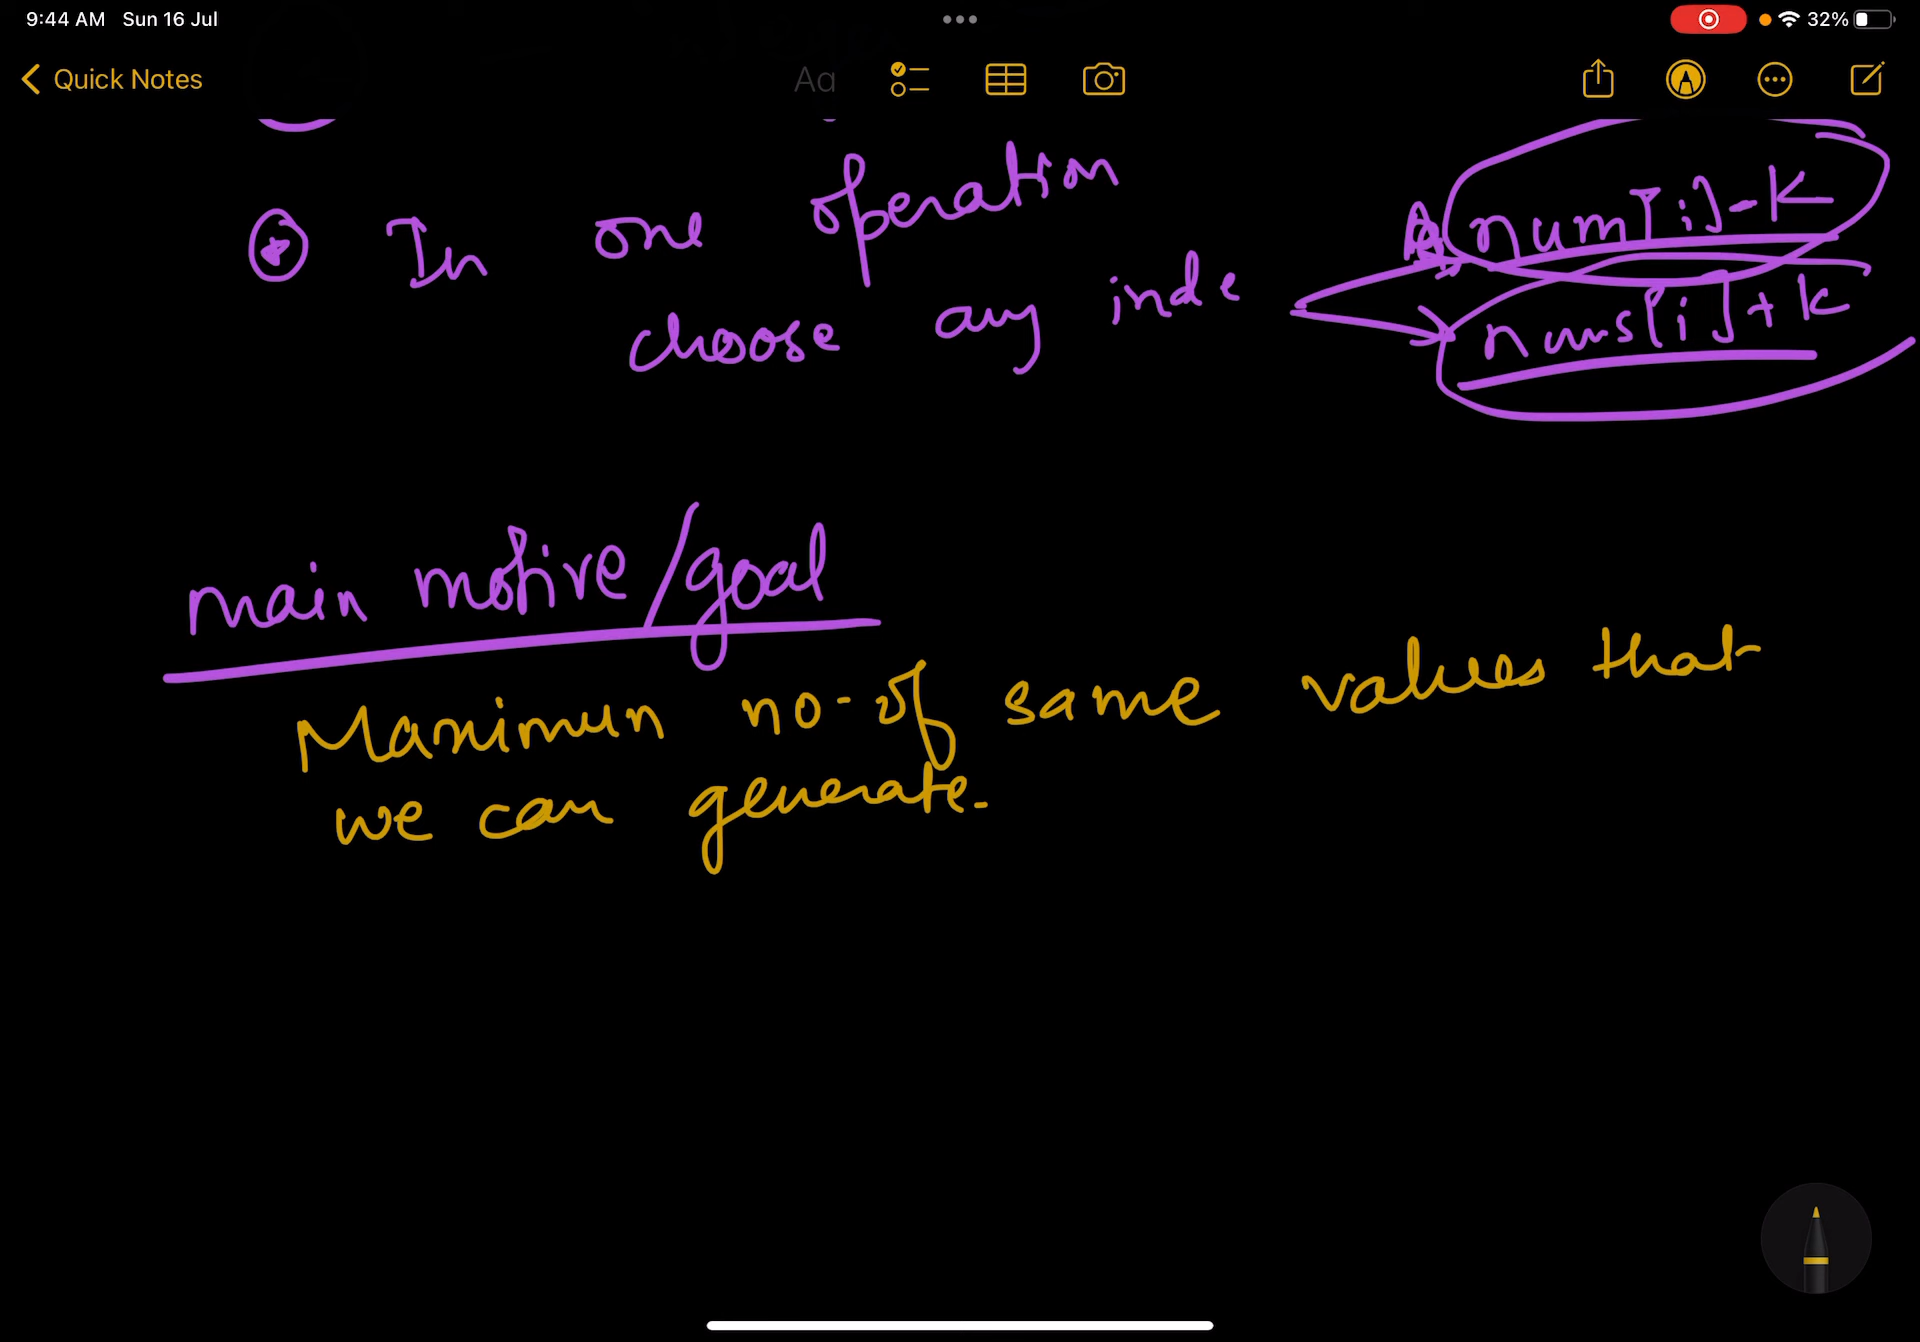 9:44 AM Sun 16 Jul
32%
Quick Notes
Aa
In one operation
num[i]-K
choose any inde
nums[i]+k
main motive/goal
Maximun no. of same values that
we can generate.